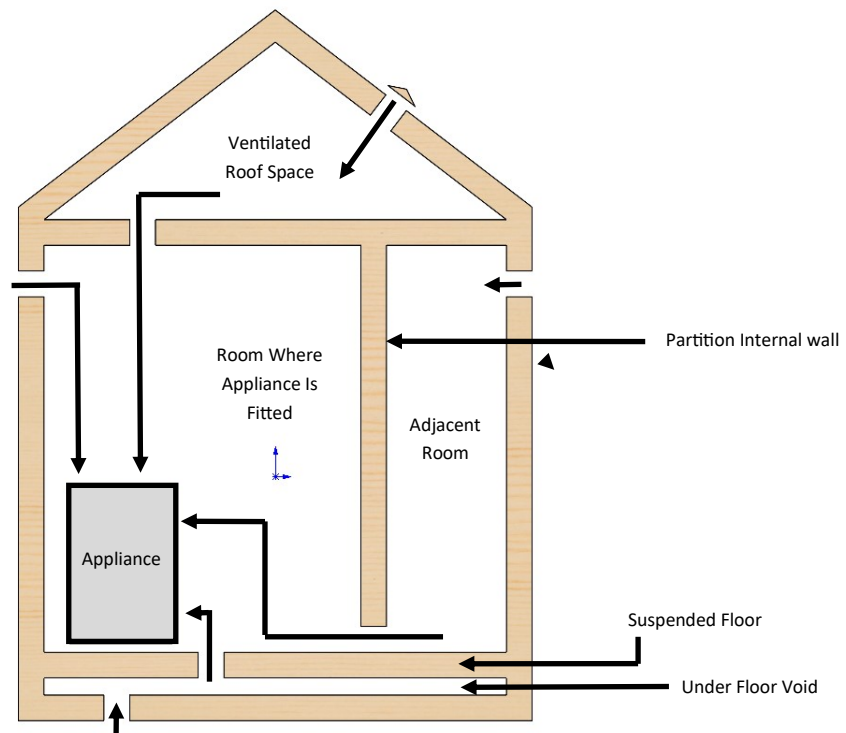 Ventilated
Roof Space
Partition Internal wall
Room Where
Appliance Is
Fitted
Adjacent
Room
Appliance
Suspended Floor
Under Floor Void